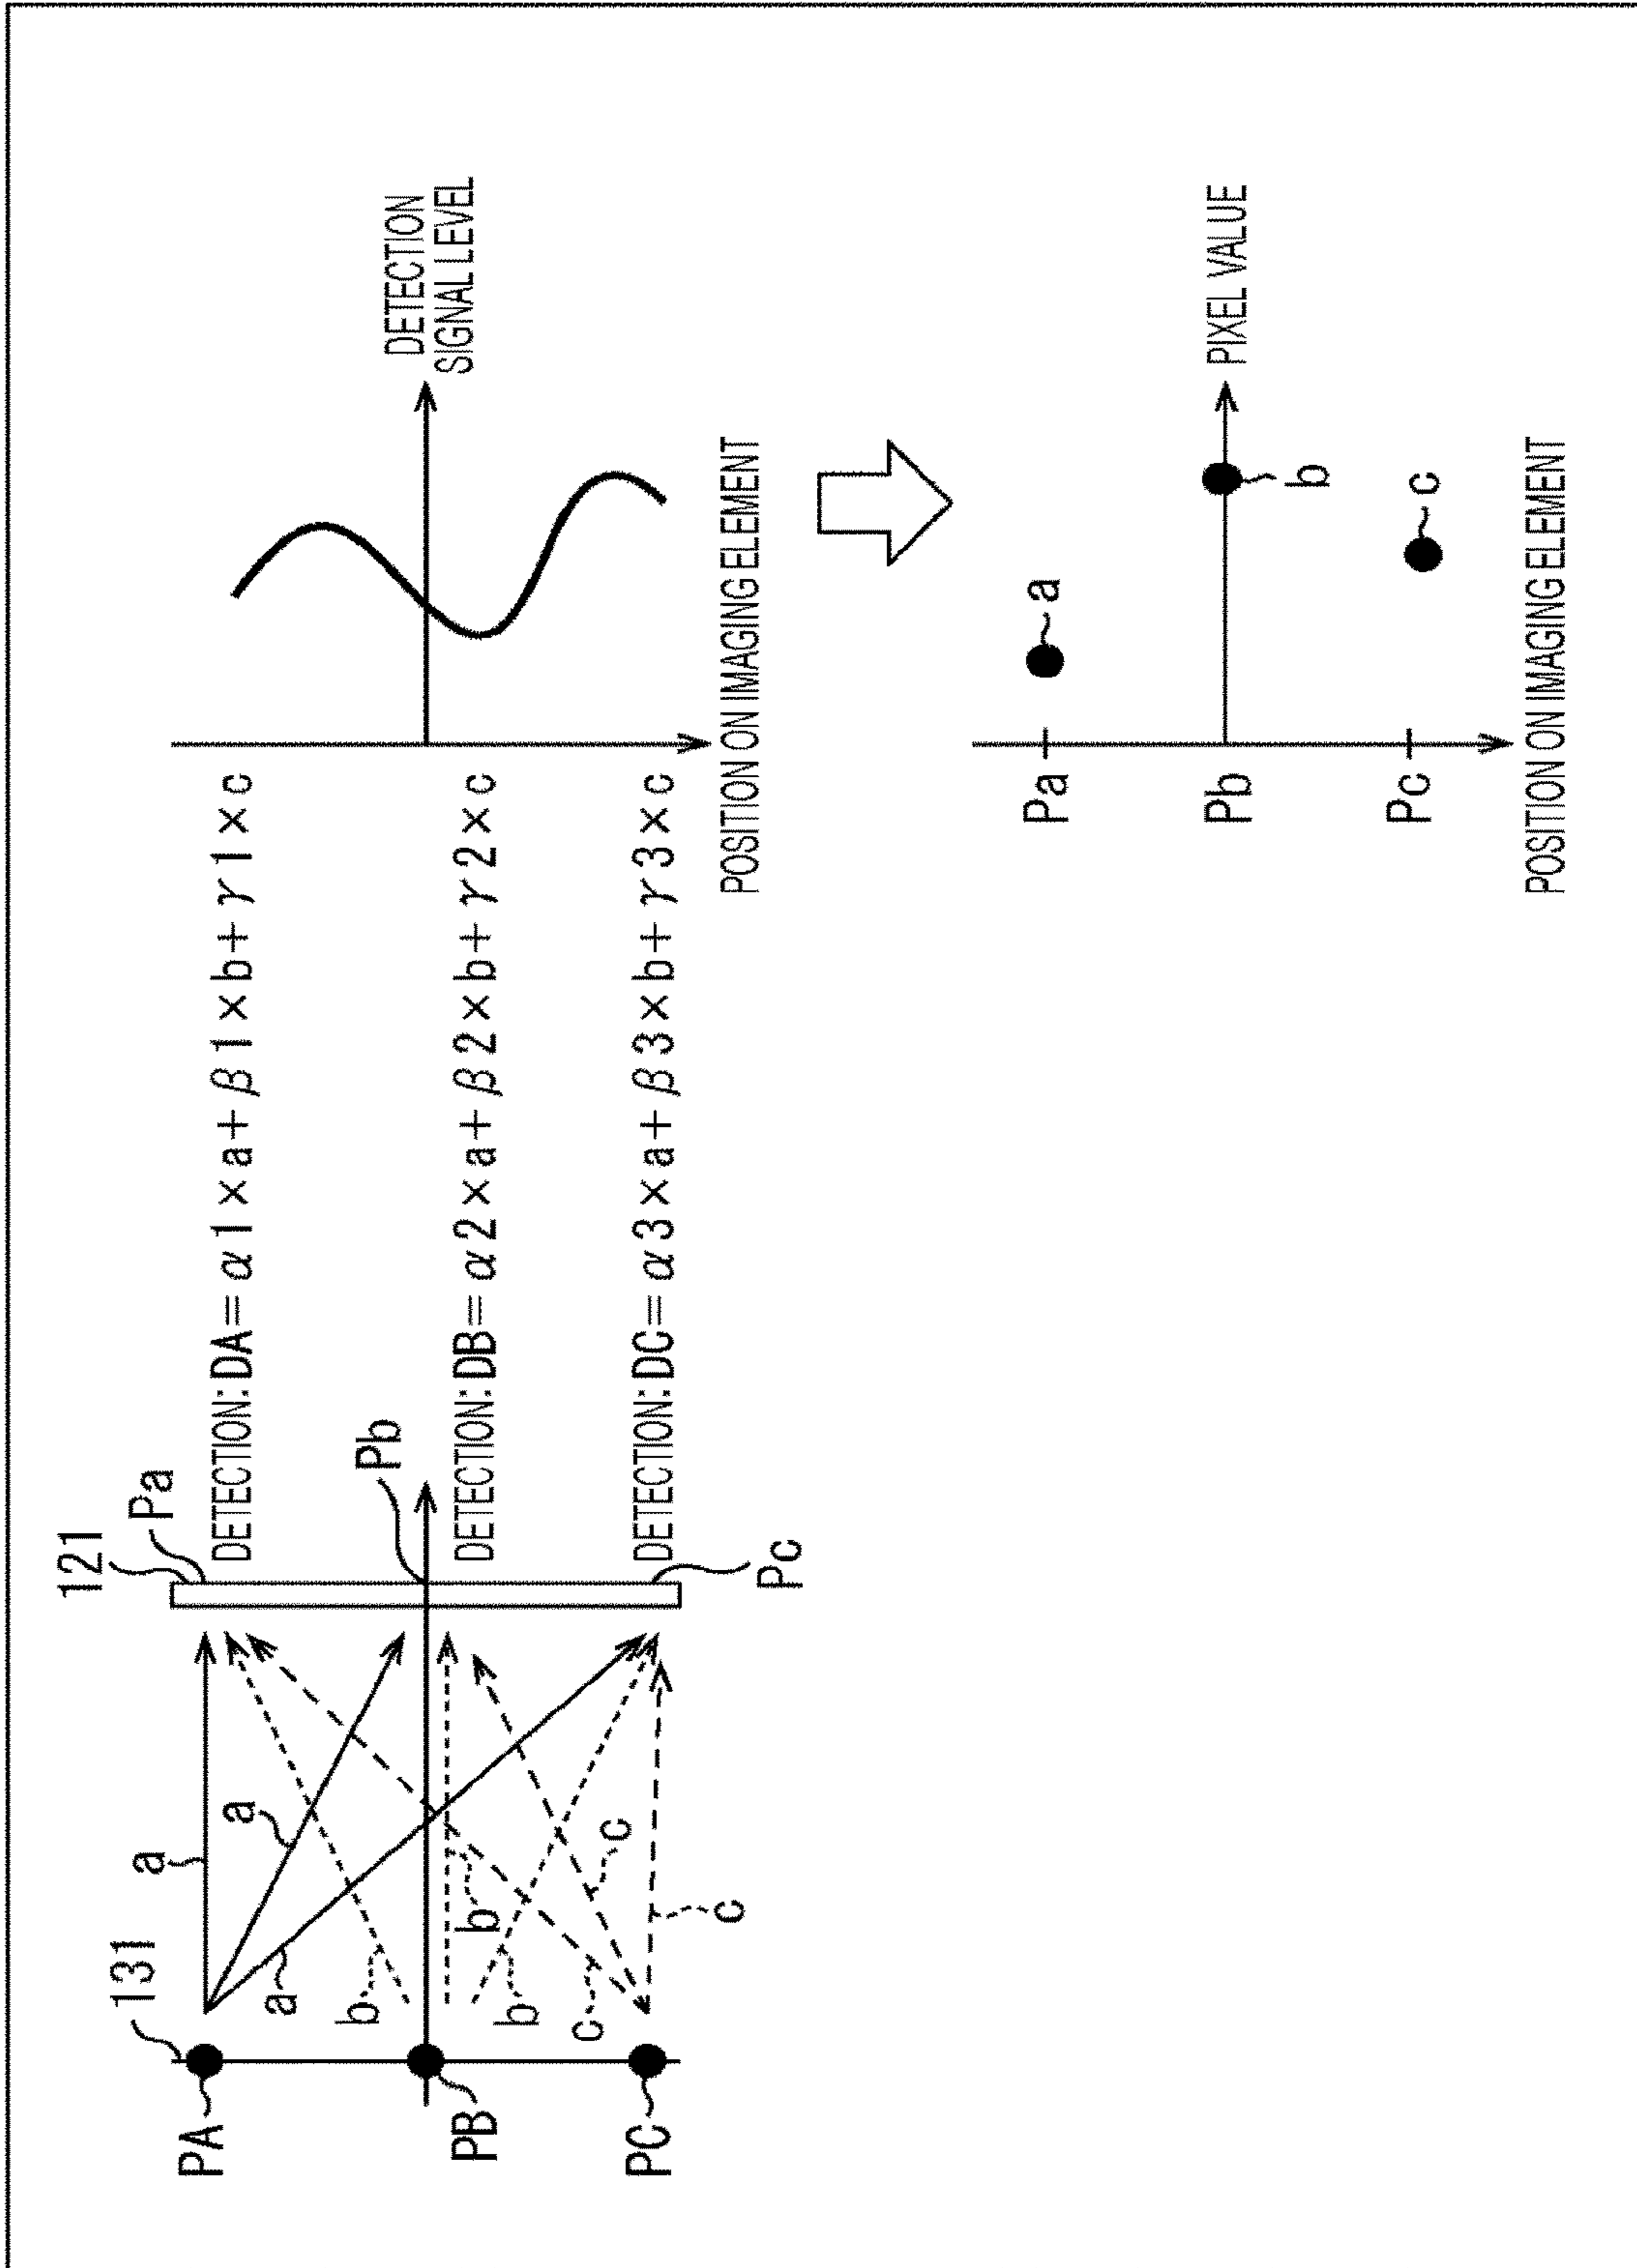 131
121
Pa
PA
a
a
a
b
PB
b
b
Pb
c
c
PC
c
Pc
DETECTION:DA=α1×a+β1×b+γ1×c
DETECTION:DB=α2×a+β2×b+γ2×c
DETECTION:DC=α3×a+β3×b+γ3×c
DETECTION
SIGNAL LEVEL
POSITION ON IMAGING ELEMENT
Pa
a
Pb
b
PIXEL VALUE
Pc
c
POSITION ON IMAGING ELEMENT